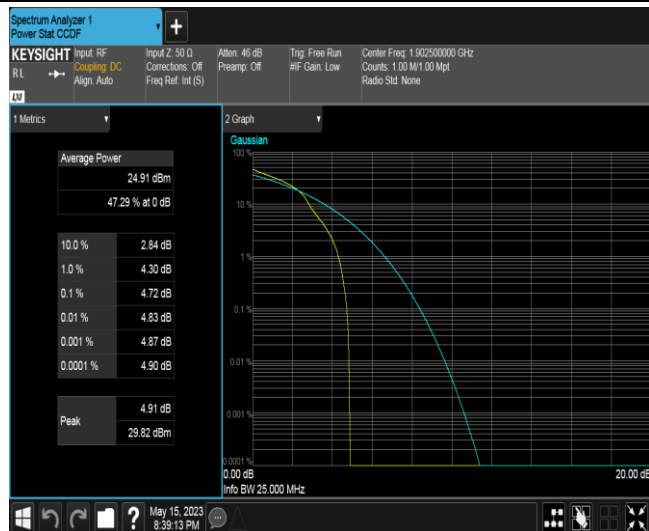 Spectrum Analyzer 1
Power Stat CCDF
+
KEYSIGHT
RL
Input: RF
Coupling: DC
Align: Auto
Input Z: 50 Ω
Corrections: Off
Freq Ref: Int (S)
Atten: 46 dB
Preamp: Off
Trig: Free Run
#IF Gain: Low
Center Freq: 1.902500000 GHz
Counts: 1.00 M/1.00 Mpt
Radio Std: None
1 Metrics
Average Power
24.91 dBm
47.29 % at 0 dB
10.0 % 2.84 dB
1.0 % 4.30 dB
0.1 % 4.72 dB
0.01 % 4.83 dB
0.001 % 4.87 dB
0.0001 % 4.90 dB
Peak
4.91 dB
29.82 dBm
2 Graph
Gaussian
100 %
10 %
1 %
0.1 %
0.01 %
0.001 %
0.0001 %
0.00 dB
20.00 dB
Info BW 25.000 MHz
?
May 15, 2023
8:39:13 PM